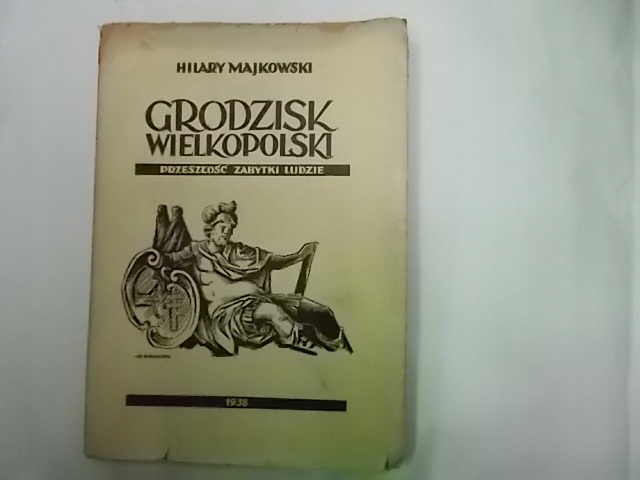 HILARY MAJKOWSKI
GRODZISK
WIELKOPOLSKI
PRZESZŁOŚĆ ZABYTKI LUDZIE
1938